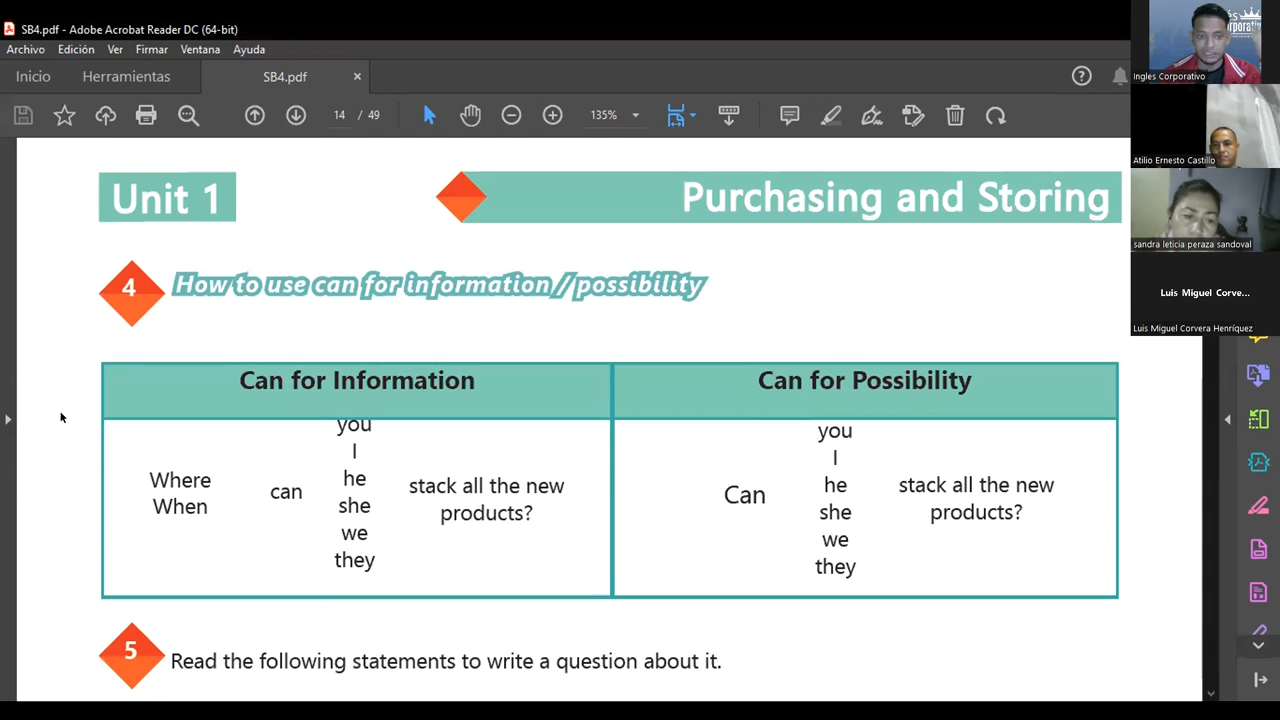 SB4.pdf - Adobe Acrobat Reader DC (64-bit)
Archivo Edición Ver Firmar Ventana Ayuda
Inicio Herramientas SB4.pdf ×
14 / 49 135%
Unit 1
Purchasing and Storing
4 How to use can for information / possibility
Can for Information
Can for Possibility
Where
When
can
you
I
he
she
we
they
stack all the new
products?
Can
you
I
he
she
we
they
stack all the new
products?
5 Read the following statements to write a question about it.
Ingles Corporativo
Atilio Ernesto Castillo
sandra leticia peraza sandoval
Luis Miguel Corve...
Luis Miguel Corvera Henríquez